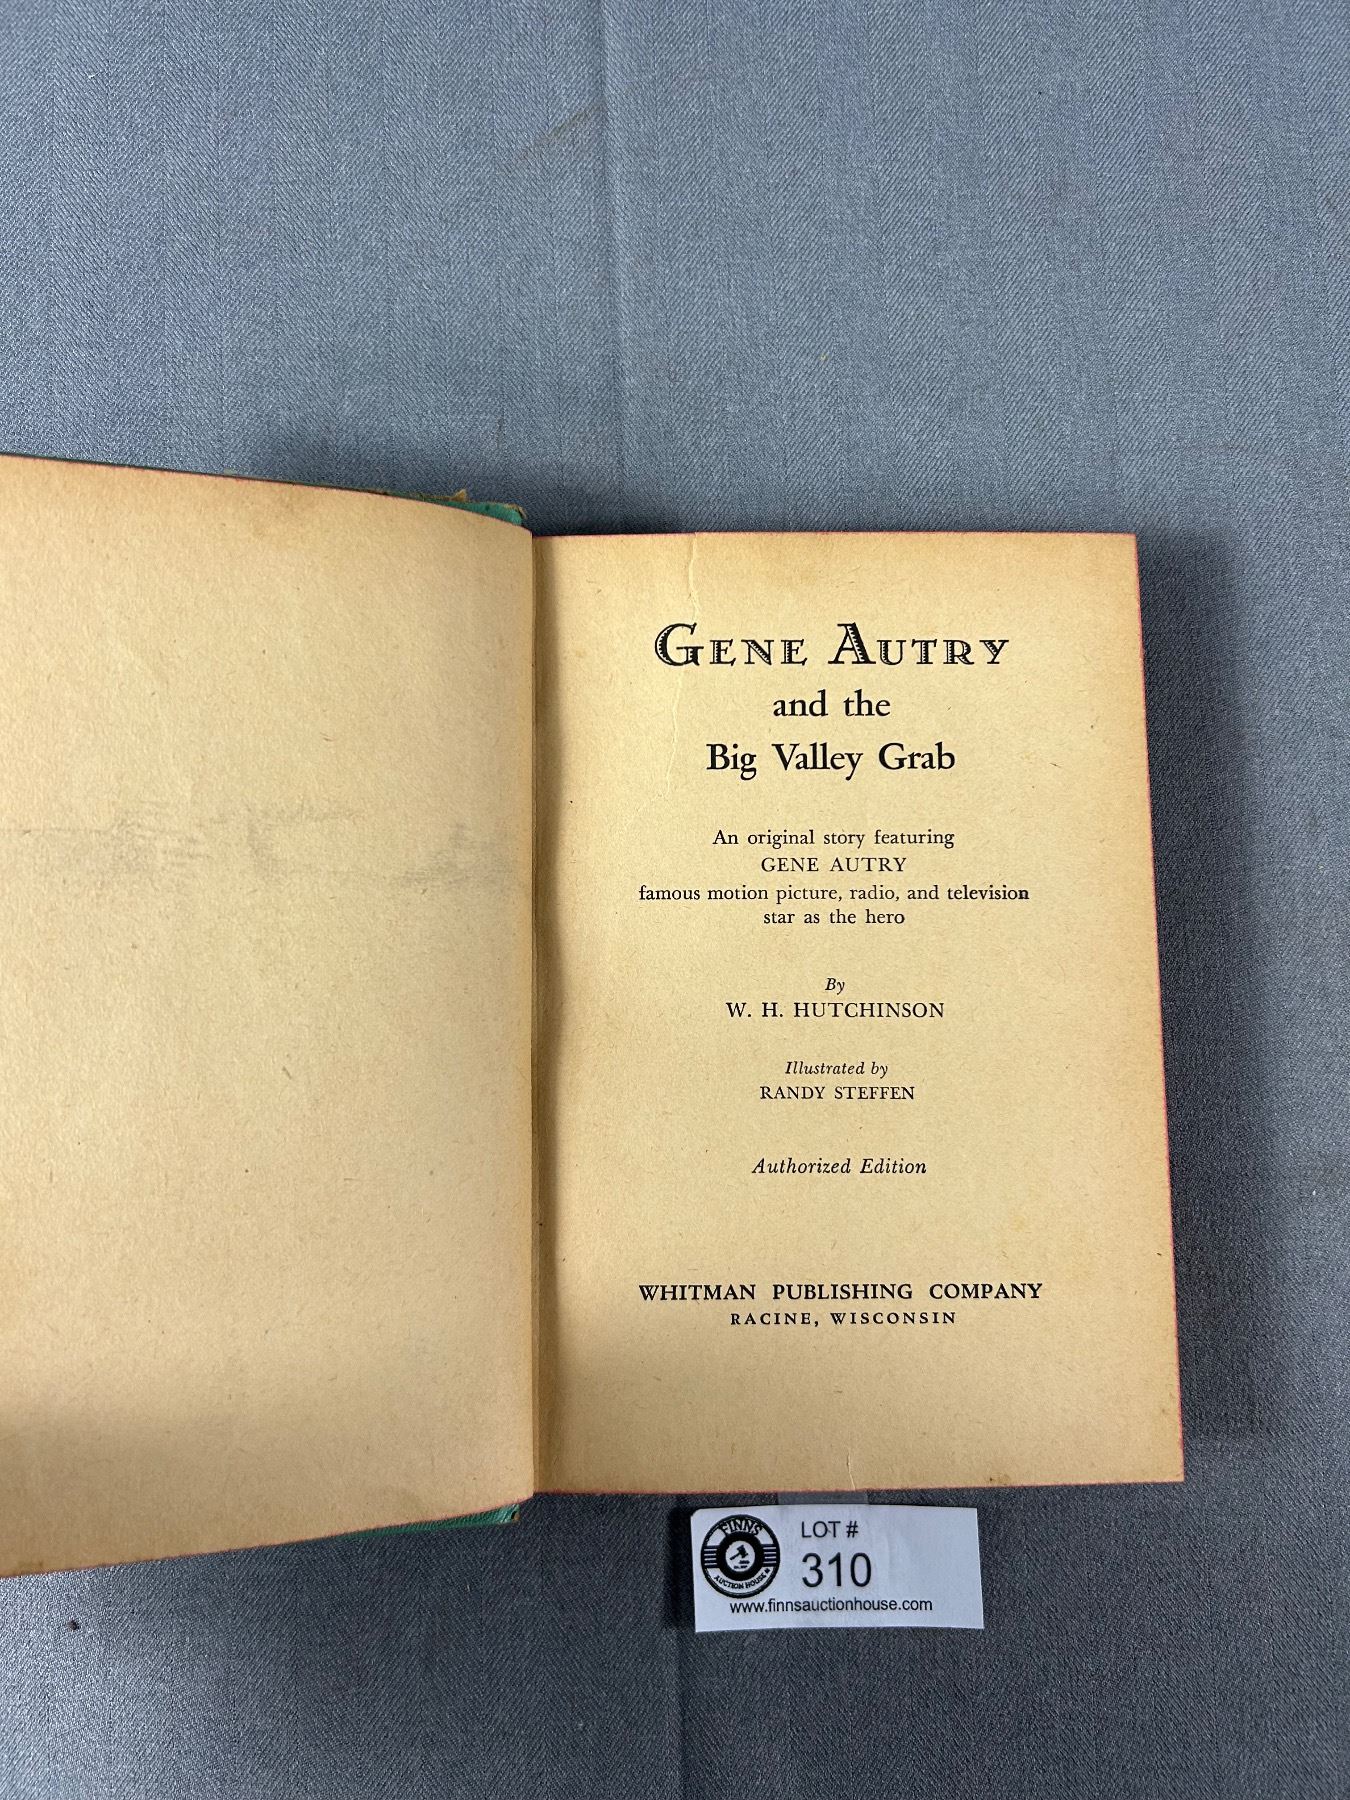 GENE AUTRY
and the
Big Valley Grab
An original story featuring
GENE AUTRY
famous motion picture, radio, and television
star as the hero
By
W. H. HUTCHINSON
Illustrated by
RANDY STEFFEN
Authorized Edition
WHITMAN PUBLISHING COMPANY
RACINE, WISCONSIN
FINNS
AUCTION HOUSE
LOT #
310
www.finnsauctionhouse.com